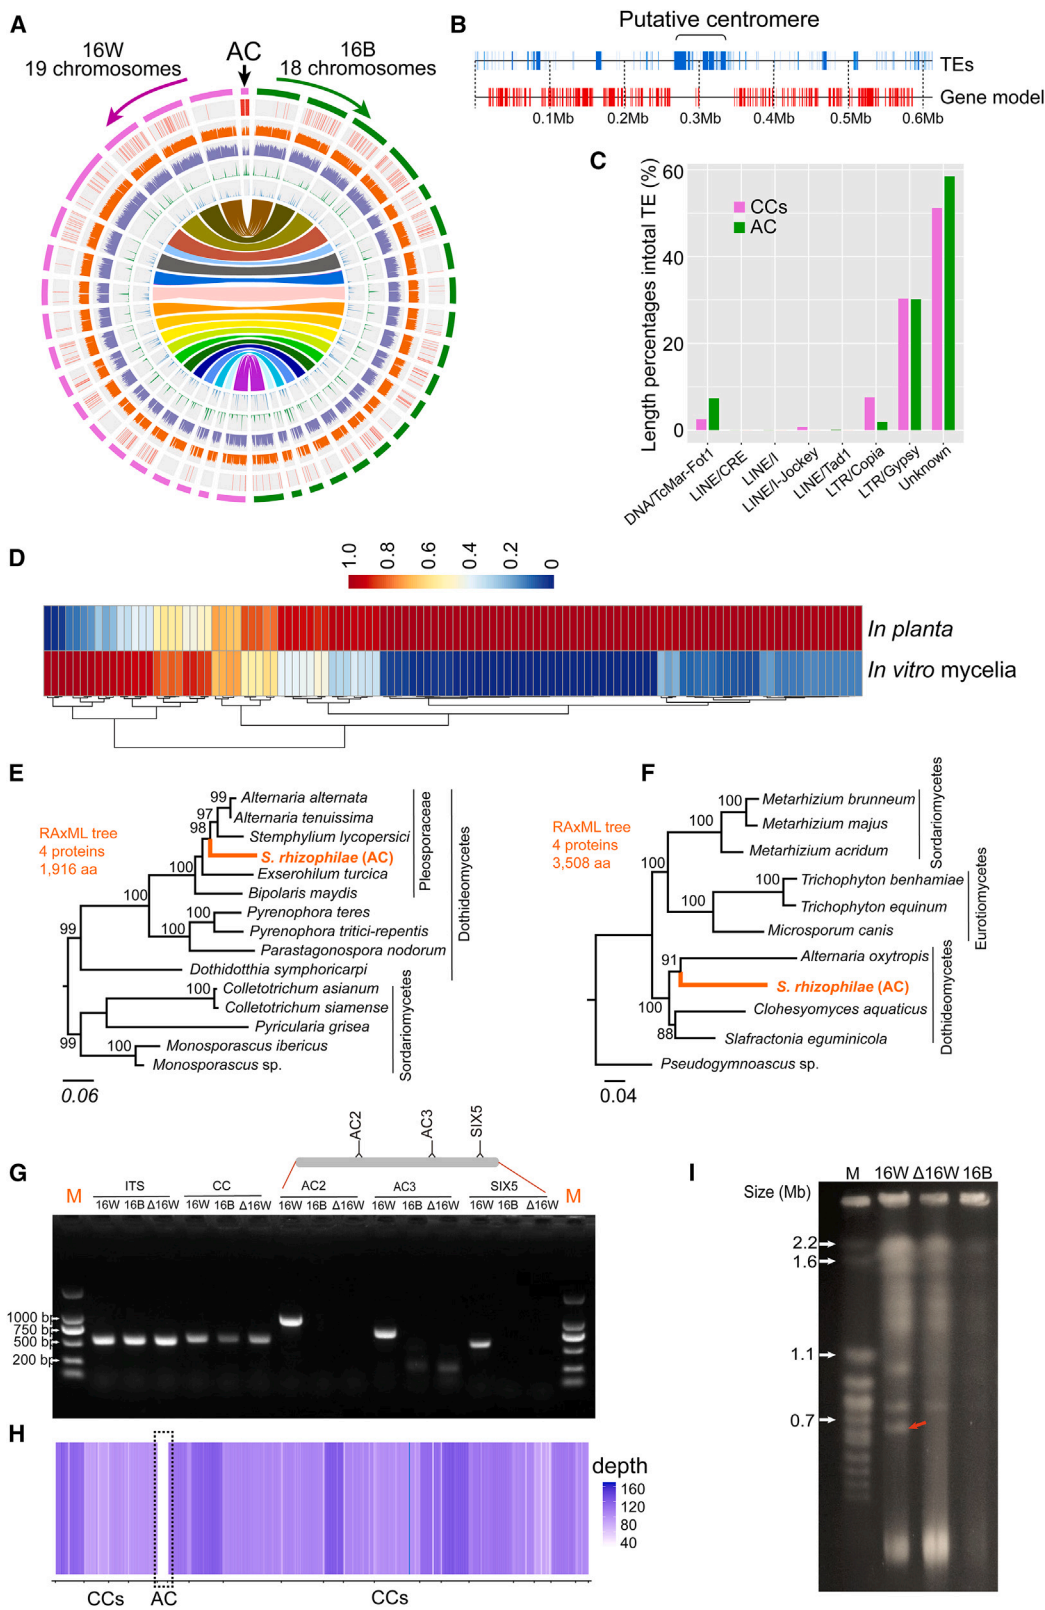 A
16W
19 chromosomes
AC
16B
18 chromosomes
B
Putative centromere
TEs
Gene model
0.1Mb
0.2Mb
0.3Mb
0.4Mb
0.5Mb
0.6Mb
C
Length percentages intotal TE (%)
60
40
20
0
CCs
AC
DNA/TcMar-Fot1
LINE/CRE
LINE/I
LINE/I-Jockey
LINE/Tad1
LTR/Copia
LTR/Gypsy
Unknown
D
1.0
0.8
0.6
0.4
0.2
0
In planta
In vitro mycelia
E
RAxML tree
4 proteins
1,916 aa
99
97
98
100
100
100
100
99
100
99
100
Alternaria alternata
Alternaria tenuissima
Stemphylium lycopersici
S. rhizophilae (AC)
Exserohilum turcica
Bipolaris maydis
Pyrenophora teres
Pyrenophora tritici-repentis
Parastagonospora nodorum
Dothidotthia symphoricarpi
Colletotrichum asianum
Colletotrichum siamense
Pyricularia grisea
Monosporascus ibericus
Monosporascus sp.
Pleosporaceae
Dothideomycetes
Sordariomycetes
0.06
F
RAxML tree
4 proteins
3,508 aa
100
100
100
100
100
91
100
88
Metarhizium brunneum
Metarhizium majus
Metarhizium acridum
Trichophyton benhamiae
Trichophyton equinum
Microsporum canis
Alternaria oxytropis
S. rhizophilae (AC)
Clohesyomyces aquaticus
Slafractonia eguminicola
Pseudogymnoascus sp.
Sordariomycetes
Eurotiomycetes
Dothideomycetes
0.04
G
AC2
AC3
SIX5
M
ITS
CC
AC2
AC3
SIX5
M
16W 16B Δ16W
16W 16B Δ16W
16W 16B Δ16W
16W 16B Δ16W
16W 16B Δ16W
1000 bp
750 bp
500 bp
200 bp
H
depth
160
120
80
40
CCs
AC
CCs
I
M 16W Δ16W 16B
Size (Mb)
2.2
1.6
1.1
0.7